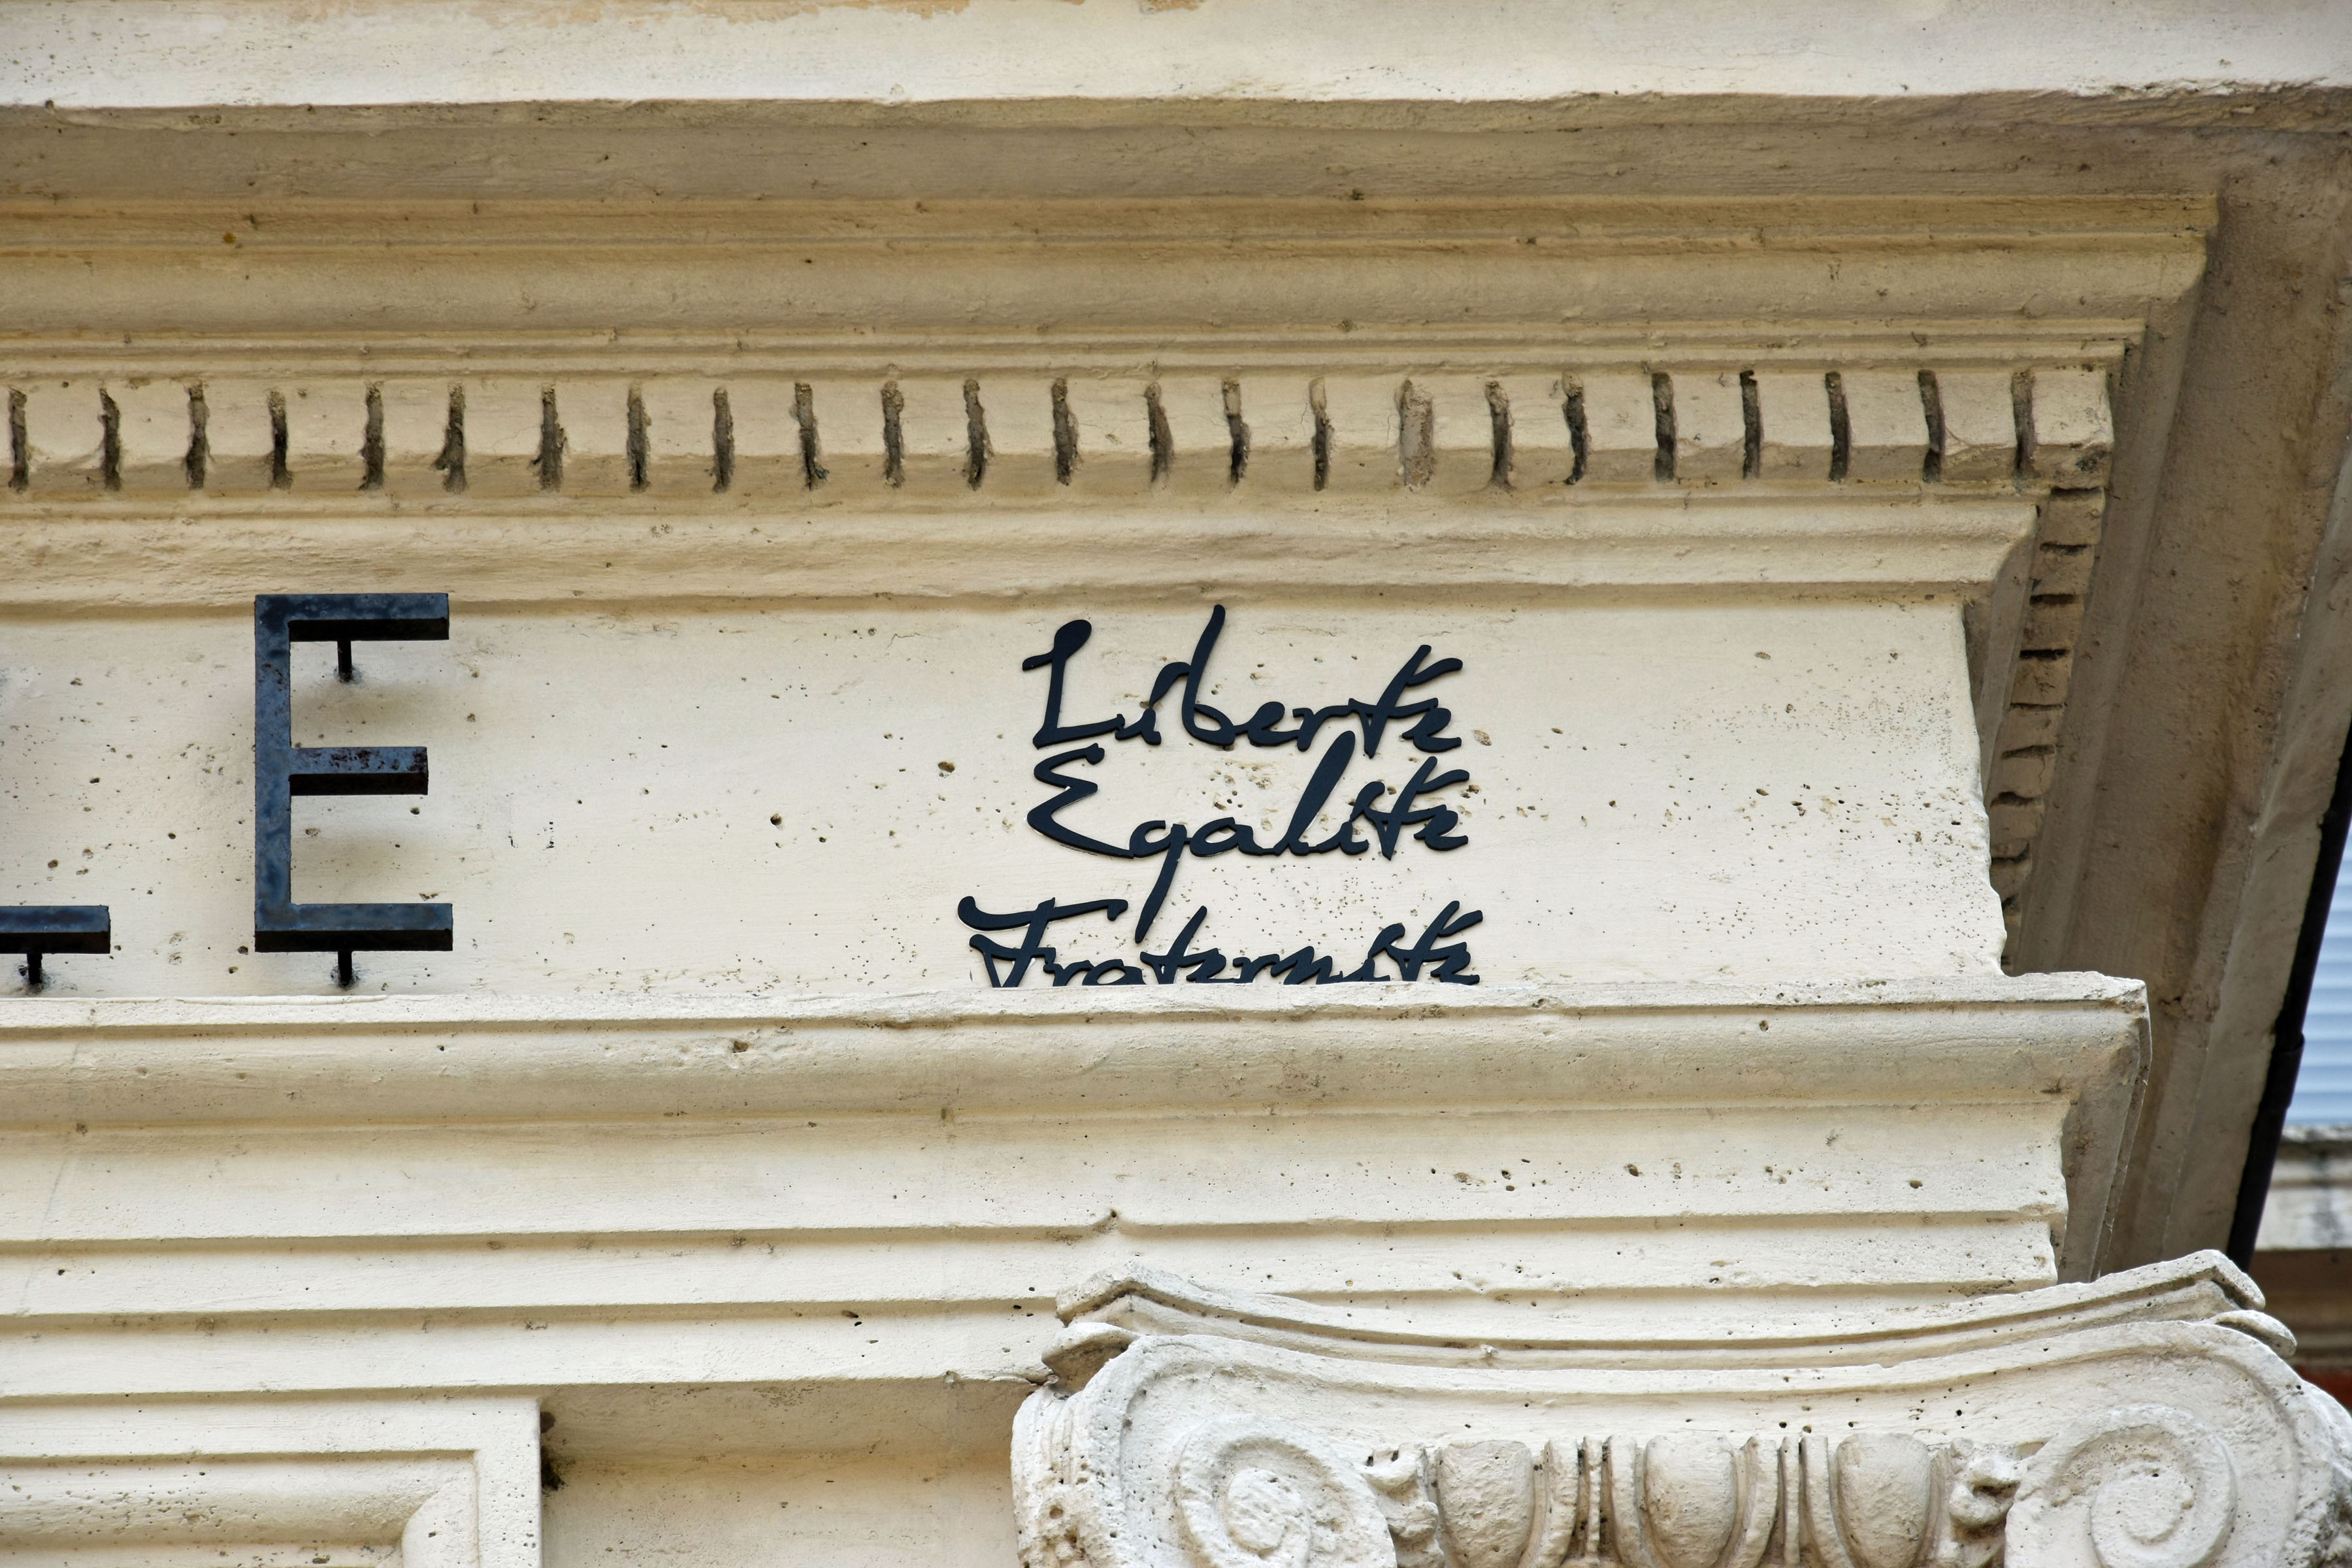 LE
Liberté
Egalité
Fraternité